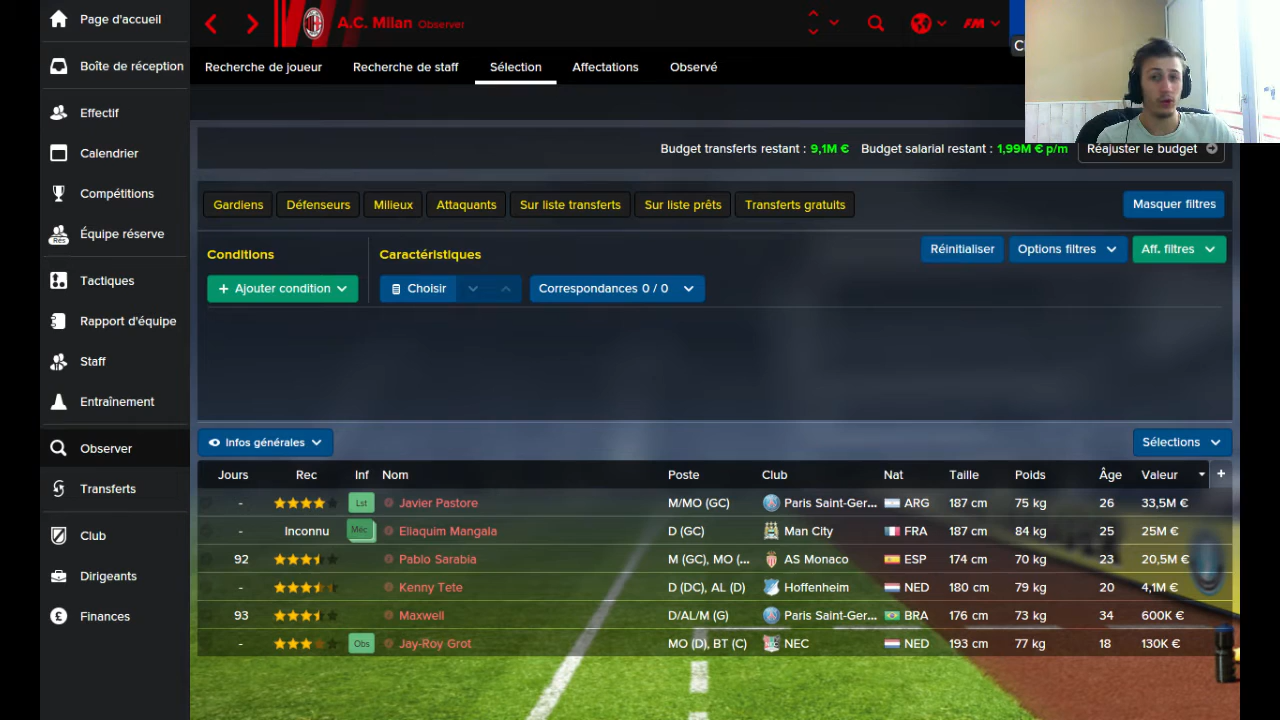 Page d'accueil
Boîte de réception
Effectif
Calendrier
Compétitions
Rés
Équipe réserve
Tactiques
Rapport d'équipe
Staff
Entraînement
Observer
Transferts
Club
Dirigeants
Finances
A.C. Milan Observer
FM
C
Recherche de joueur Recherche de staff Sélection Affectations Observé
Budget transferts restant : 9,1M € Budget salarial restant : 1,99M € p/m Réajuster le budget
Gardiens Défenseurs Milieux Attaquants Sur liste transferts Sur liste prêts Transferts gratuits Masquer filtres
Conditions Caractéristiques Réinitialiser Options filtres Aff. filtres
+ Ajouter condition Choisir Correspondances 0 / 0
Infos générales Sélections
Jours Rec Inf Nom Poste Club Nat Taille Poids Âge Valeur +
- Lst Javier Pastore M/MO (GC) Paris Saint-Ger... ARG 187 cm 75 kg 26 33,5M €
- Inconnu Méc Eliaquim Mangala D (GC) Man City FRA 187 cm 84 kg 25 25M €
92 Pablo Sarabia M (GC), MO (... AS Monaco ESP 174 cm 70 kg 23 20,5M €
- Kenny Tete D (DC), AL (D) Hoffenheim NED 180 cm 79 kg 20 4,1M €
93 Maxwell D/AL/M (G) Paris Saint-Ger... BRA 176 cm 73 kg 34 600K €
- Obs Jay-Roy Grot MO (D), BT (C) NEC NED 193 cm 77 kg 18 130K €